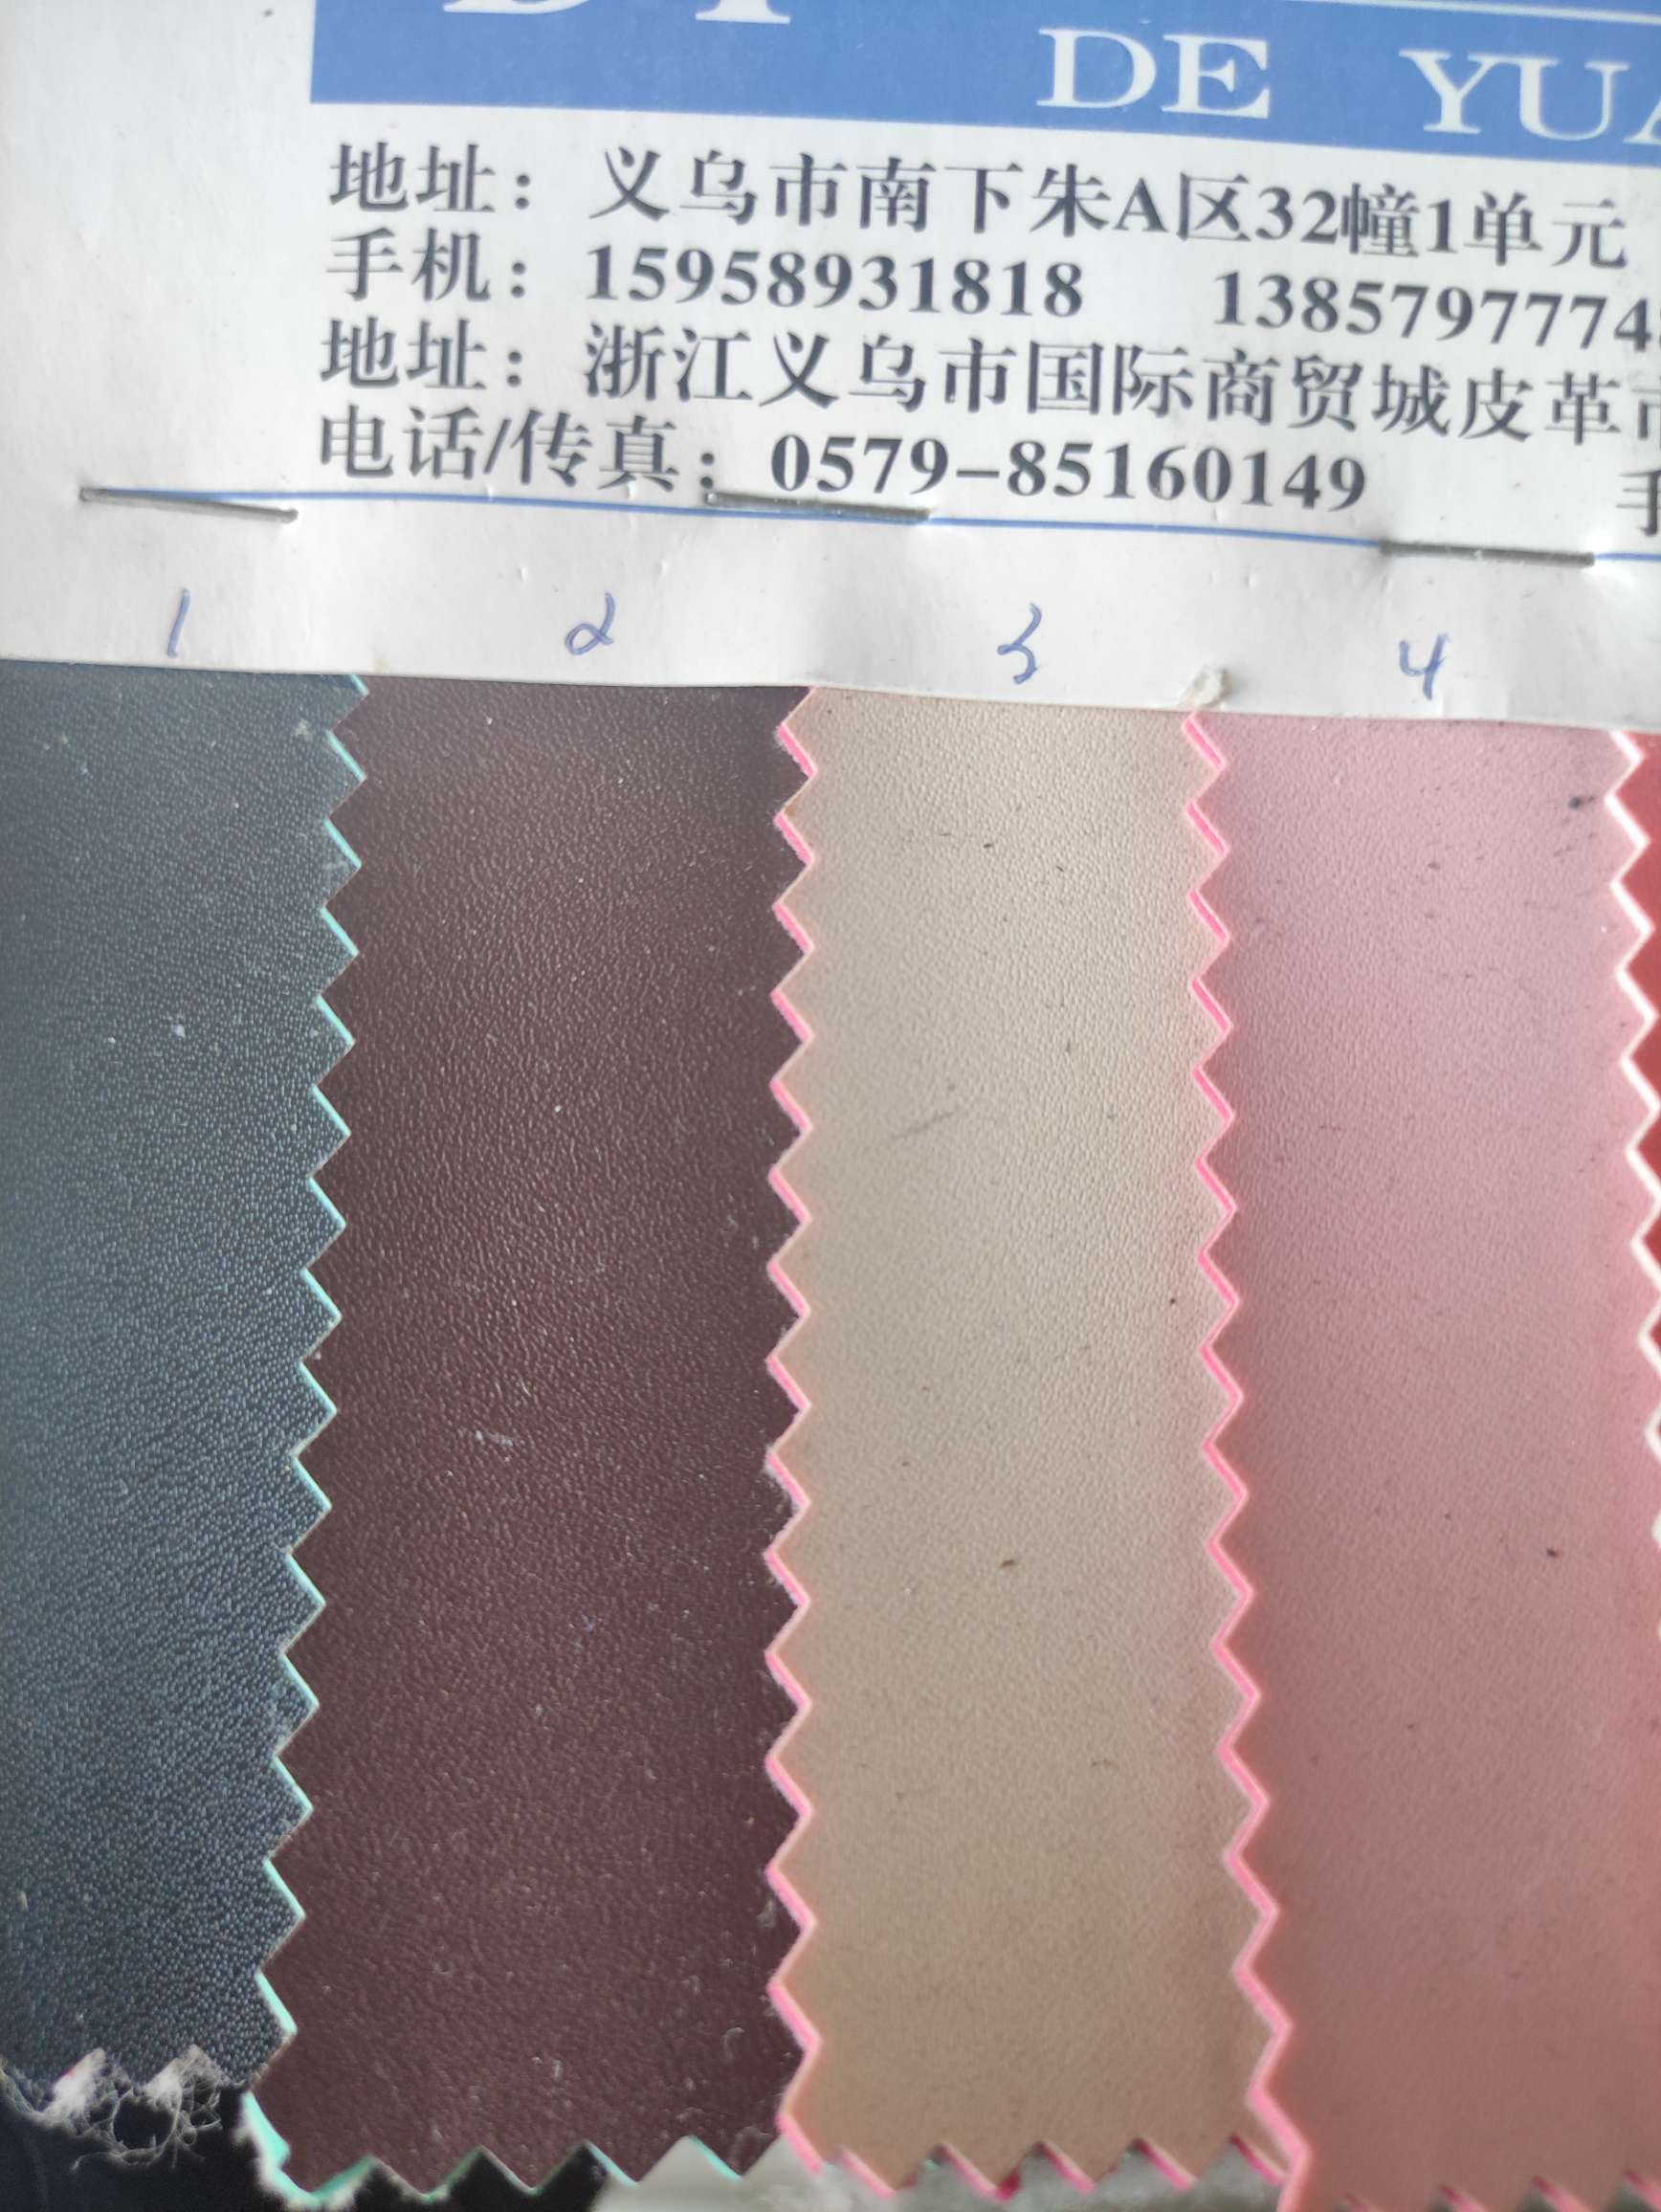 DE YUA
地址：义乌市南下朱A区32幢1单元
手机：15958931818 1385797774
地址：浙江义乌市国际商贸城皮革市
电话/传真：0579-85160149 手
1 2 3 4